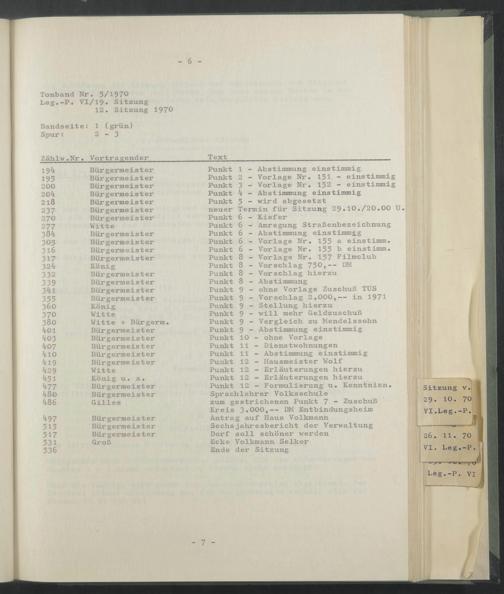 - 6 -
Tonband Nr. 5/1970
Leg.-P. VI/19. Sitzung
12. Sitzung 1970
Bandseite: 1 (grün)
Spur: 2 - 3
Zählw.Nr. Vortragender Text
194 Bürgermeister Punkt 1 - Abstimmung einstimmig
195 Bürgermeister Punkt 2 - Vorlage Nr. 151 - einstimmig
200 Bürgermeister Punkt 3 - Vorlage Nr. 152 - einstimmig
204 Bürgermeister Punkt 4 - Abstimmung einstimmig
218 Bürgermeister Punkt 5 - wird abgesetzt
237 Bürgermeister neuer Termin für Sitzung 29.10./20.00 U.
270 Bürgermeister Punkt 6 - Kiefer
277 Witte Punkt 6 - Anregung Straßenbezeichnung
384 Bürgermeister Punkt 6 - Abstimmung einstimmig
309 Bürgermeister Punkt 6 - Vorlage Nr. 155 a einstimm.
316 Bürgermeister Punkt 6 - Vorlage Nr. 155 b einstimm.
317 Bürgermeister Punkt 8 - Vorlage Nr. 157 Filmclub
324 König Punkt 8 - Vorschlag 750,-- DM
332 Bürgermeister Punkt 8 - Vorschlag hierzu
339 Bürgermeister Punkt 8 - Abstimmung
341 Bürgermeister Punkt 9 - ohne Vorlage Zuschuß TUS
355 Bürgermeister Punkt 9 - Vorschlag 2.000,-- in 1971
360 König Punkt 9 - Stellung hierzu
370 Witte Punkt 9 - will mehr Geldzuschuß
380 Witte + Bürgerm. Punkt 9 - Vergleich zu Mendelssohn
401 Bürgermeister Punkt 9 - Abstimmung einstimmig
403 Bürgermeister Punkt 10 - ohne Vorlage
407 Bürgermeister Punkt 11 - Dienstwohnungen
410 Bürgermeister Punkt 11 - Abstimmung einstimmig
419 Bürgermeister Punkt 12 - Hausmeister Wolf
429 Witte Punkt 12 - Erläuterungen hierzu
451 König u. a. Punkt 12 - Erläuterungen hierzu
477 Bürgermeister Punkt 12 - Formulierung u. Kenntnisn.
480 Bürgermeister Sprachlehrer Volksschule
486 Gilles zum gestrichenen Punkt 7 - Zuschuß
Kreis 3.000,-- DM Entbindungsheim
497 Bürgermeister Antrag auf Haus Volkmann
515 Bürgermeister Sechsjahresbericht der Verwaltung
517 Bürgermeister Dorf soll schöner werden
531 Groß Ecke Volkmann Selker
536 Ende der Sitzung
- 7 -
Sitzung v.
29. 10. 70
VI.Leg.-P.
26. 11. 70
VI. Leg.-P.
Leg.-P. VI